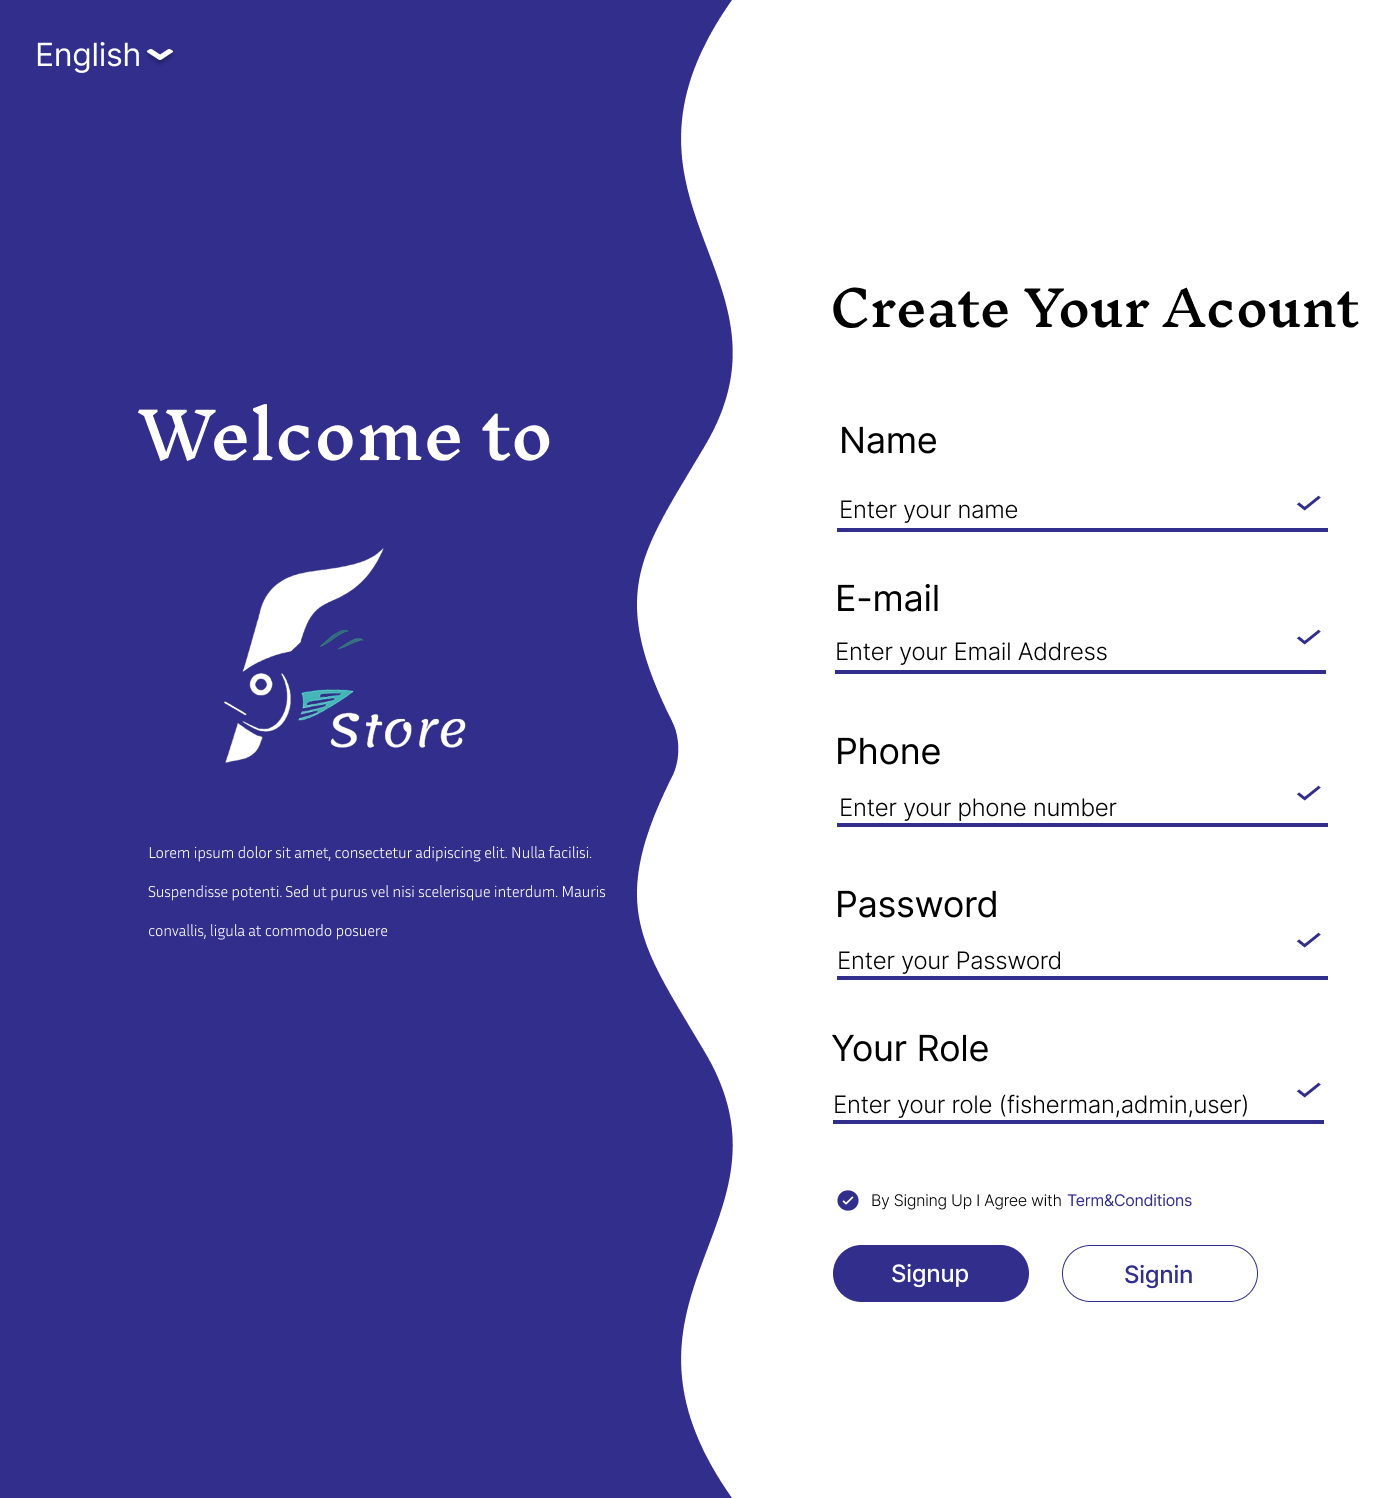 English
Welcome to
Store
Lorem ipsum dolor sit amet, consectetur adipiscing elit. Nulla facilisi.
Suspendisse potenti. Sed ut purus vel nisi scelerisque interdum. Mauris
convallis, ligula at commodo posuere
Create Your Acount
Name
Enter your name
E-mail
Enter your Email Address
Phone
Enter your phone number
Password
Enter your Password
Your Role
Enter your role (fisherman,admin,user)
By Signing Up I Agree with Term&Conditions
Signup
Signin